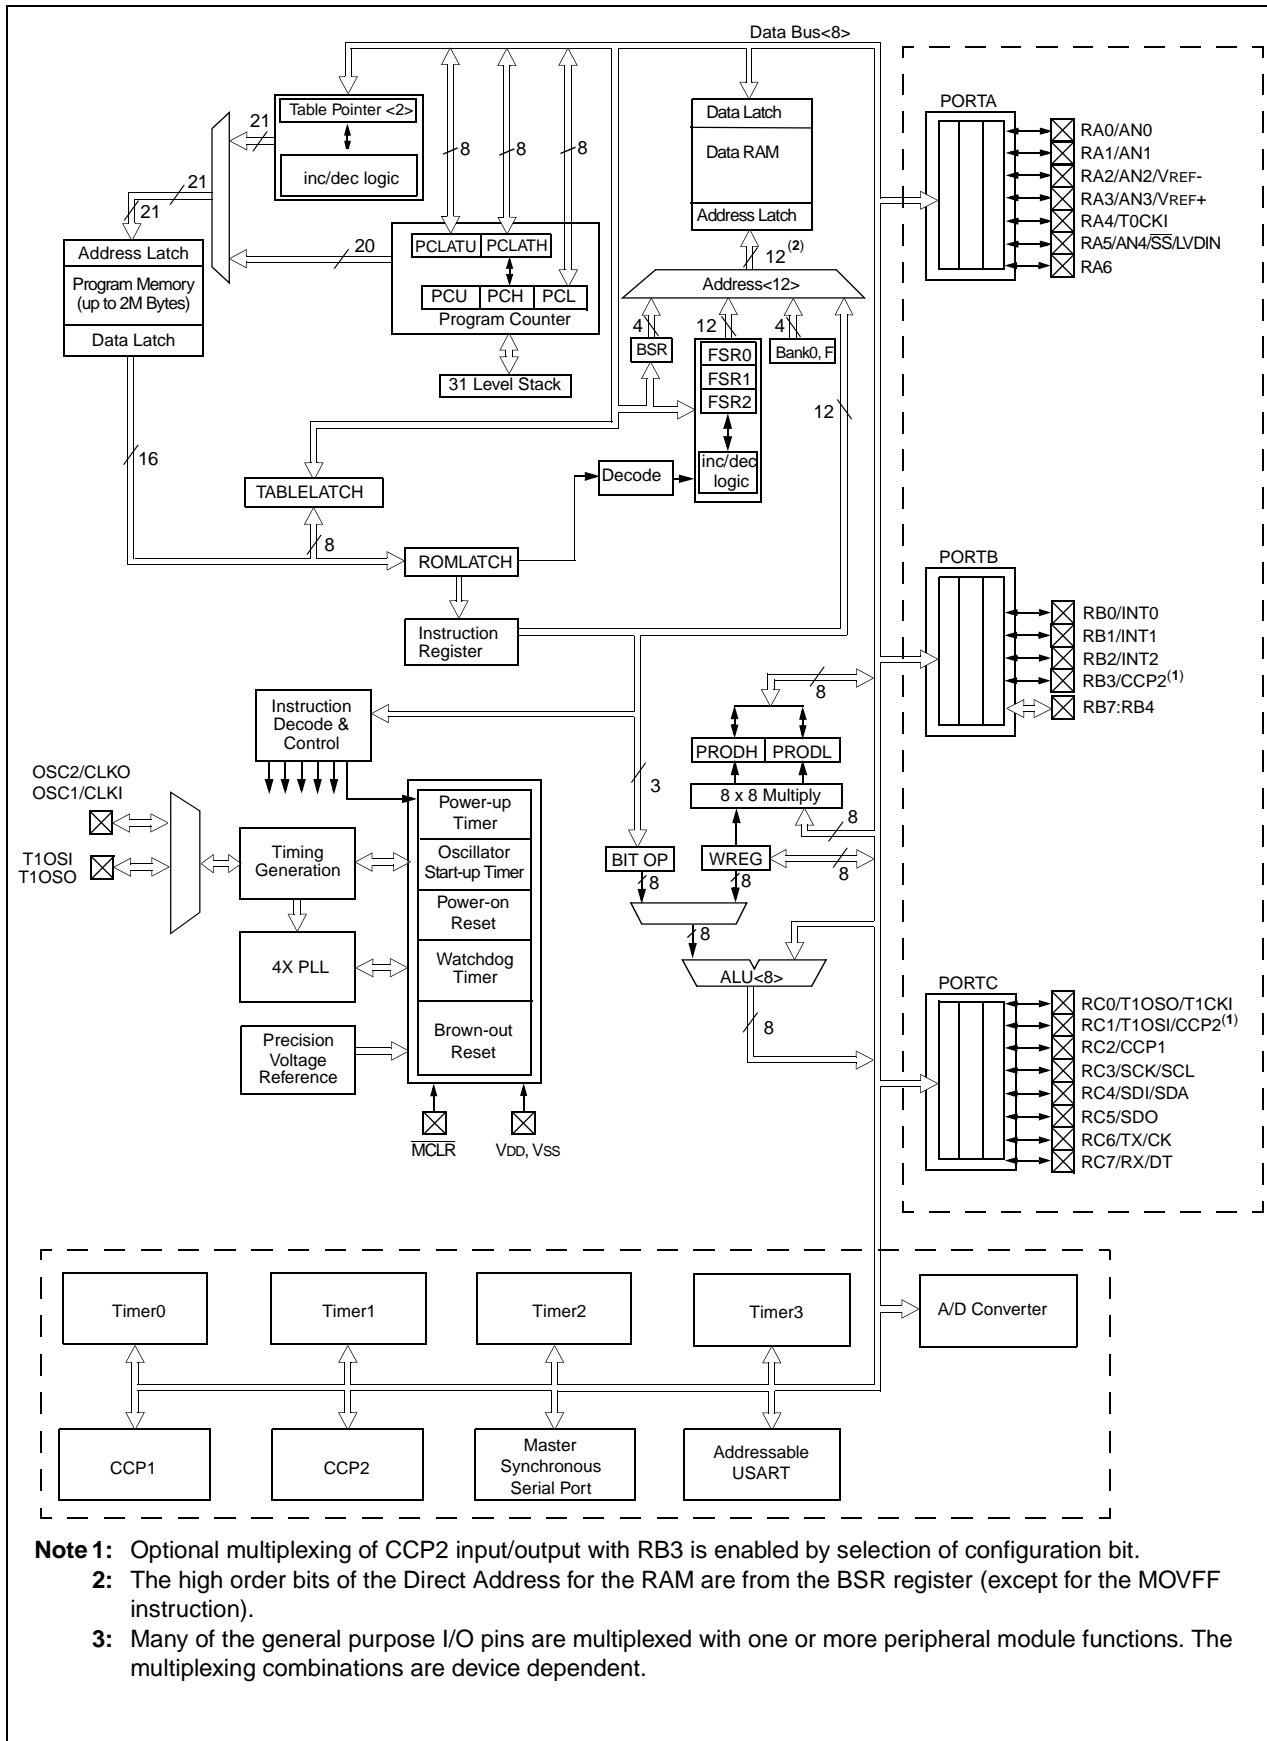 Data Bus<8>
Table Pointer <2>
inc/dec logic
21
21
21
20
8
8
8
Address Latch
Program Memory
(up to 2M Bytes)
Data Latch
PCLATU
PCLATH
PCU
PCH
PCL
Program Counter
31 Level Stack
Data Latch
Data RAM
Address Latch
12
(2)
Address<12>
4
12
4
BSR
FSR0
FSR1
FSR2
Bank0, F
12
inc/dec
logic
16
TABLELATCH
8
Decode
ROMLATCH
Instruction
Register
PORTA
RA0/AN0
RA1/AN1
RA2/AN2/VREF-
RA3/AN3/VREF+
RA4/T0CKI
RA5/AN4/SS/LVDIN
RA6
PORTB
RB0/INT0
RB1/INT1
RB2/INT2
RB3/CCP2(1)
RB7:RB4
PORTC
RC0/T1OSO/T1CKI
RC1/T1OSI/CCP2(1)
RC2/CCP1
RC3/SCK/SCL
RC4/SDI/SDA
RC5/SDO
RC6/TX/CK
RC7/RX/DT
Instruction
Decode &
Control
OSC2/CLKO
OSC1/CLKI
T1OSI
T1OSO
Timing
Generation
4X PLL
Precision
Voltage
Reference
Power-up
Timer
Oscillator
Start-up Timer
Power-on
Reset
Watchdog
Timer
Brown-out
Reset
MCLR
VDD, VSS
8
PRODH
PRODL
8 x 8 Multiply
3
8
BIT OP
WREG
8
8
8
8
ALU<8>
8
Timer0
Timer1
Timer2
Timer3
A/D Converter
CCP1
CCP2
Master
Synchronous
Serial Port
Addressable
USART
Note 1: Optional multiplexing of CCP2 input/output with RB3 is enabled by selection of configuration bit.
2: The high order bits of the Direct Address for the RAM are from the BSR register (except for the MOVFF
instruction).
3: Many of the general purpose I/O pins are multiplexed with one or more peripheral module functions. The
multiplexing combinations are device dependent.